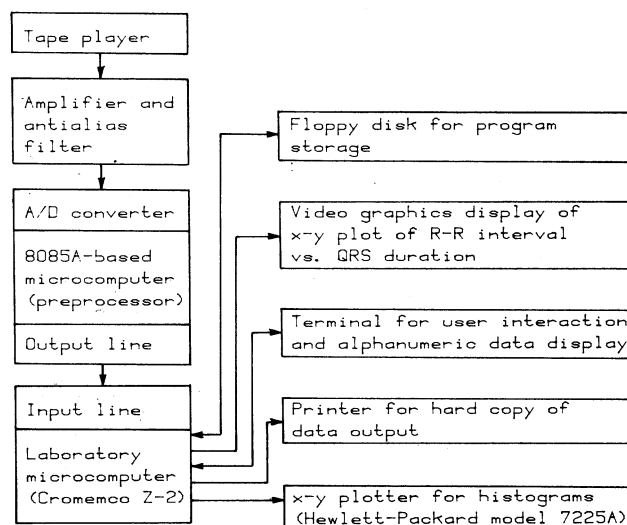 Tape player
Amplifier and
antialias
filter
A/D converter
8085A-based
microcomputer
(preprocessor)
Output line
Input line
Laboratory
microcomputer
(Cromemco Z-2)
Floppy disk for program
storage
Video graphics display of
x-y plot of R-R interval
vs. QRS duration
Terminal for user interaction
and alphanumeric data display
Printer for hard copy of
data output
x-y plotter for histograms
(Hewlett-Packard model 7225A)